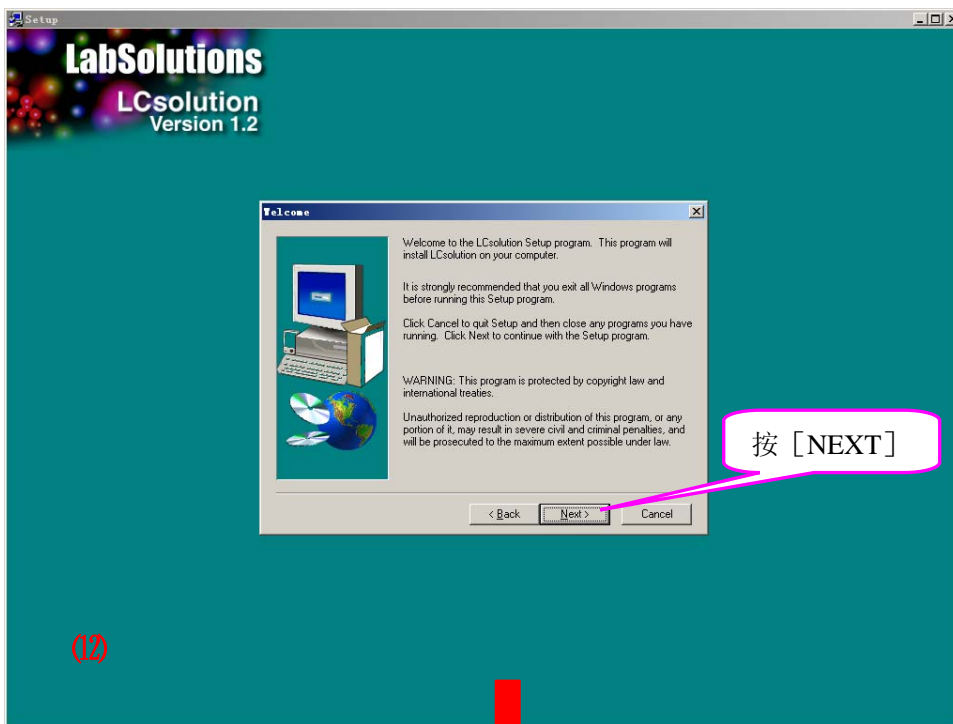 Setup
LabSolutions
LCsolution
Version 1.2
Welcome
Welcome to the LCsolution Setup program. This program will
install LCsolution on your computer.
It is strongly recommended that you exit all Windows programs
before running this Setup program.
Click Cancel to quit Setup and then close any programs you have
running. Click Next to continue with the Setup program.
WARNING: This program is protected by copyright law and
international treaties.
Unauthorized reproduction or distribution of this program, or any
portion of it, may result in severe civil and criminal penalties, and
will be prosecuted to the maximum extent possible under law.
按［NEXT］
< Back
Next >
Cancel
⑿